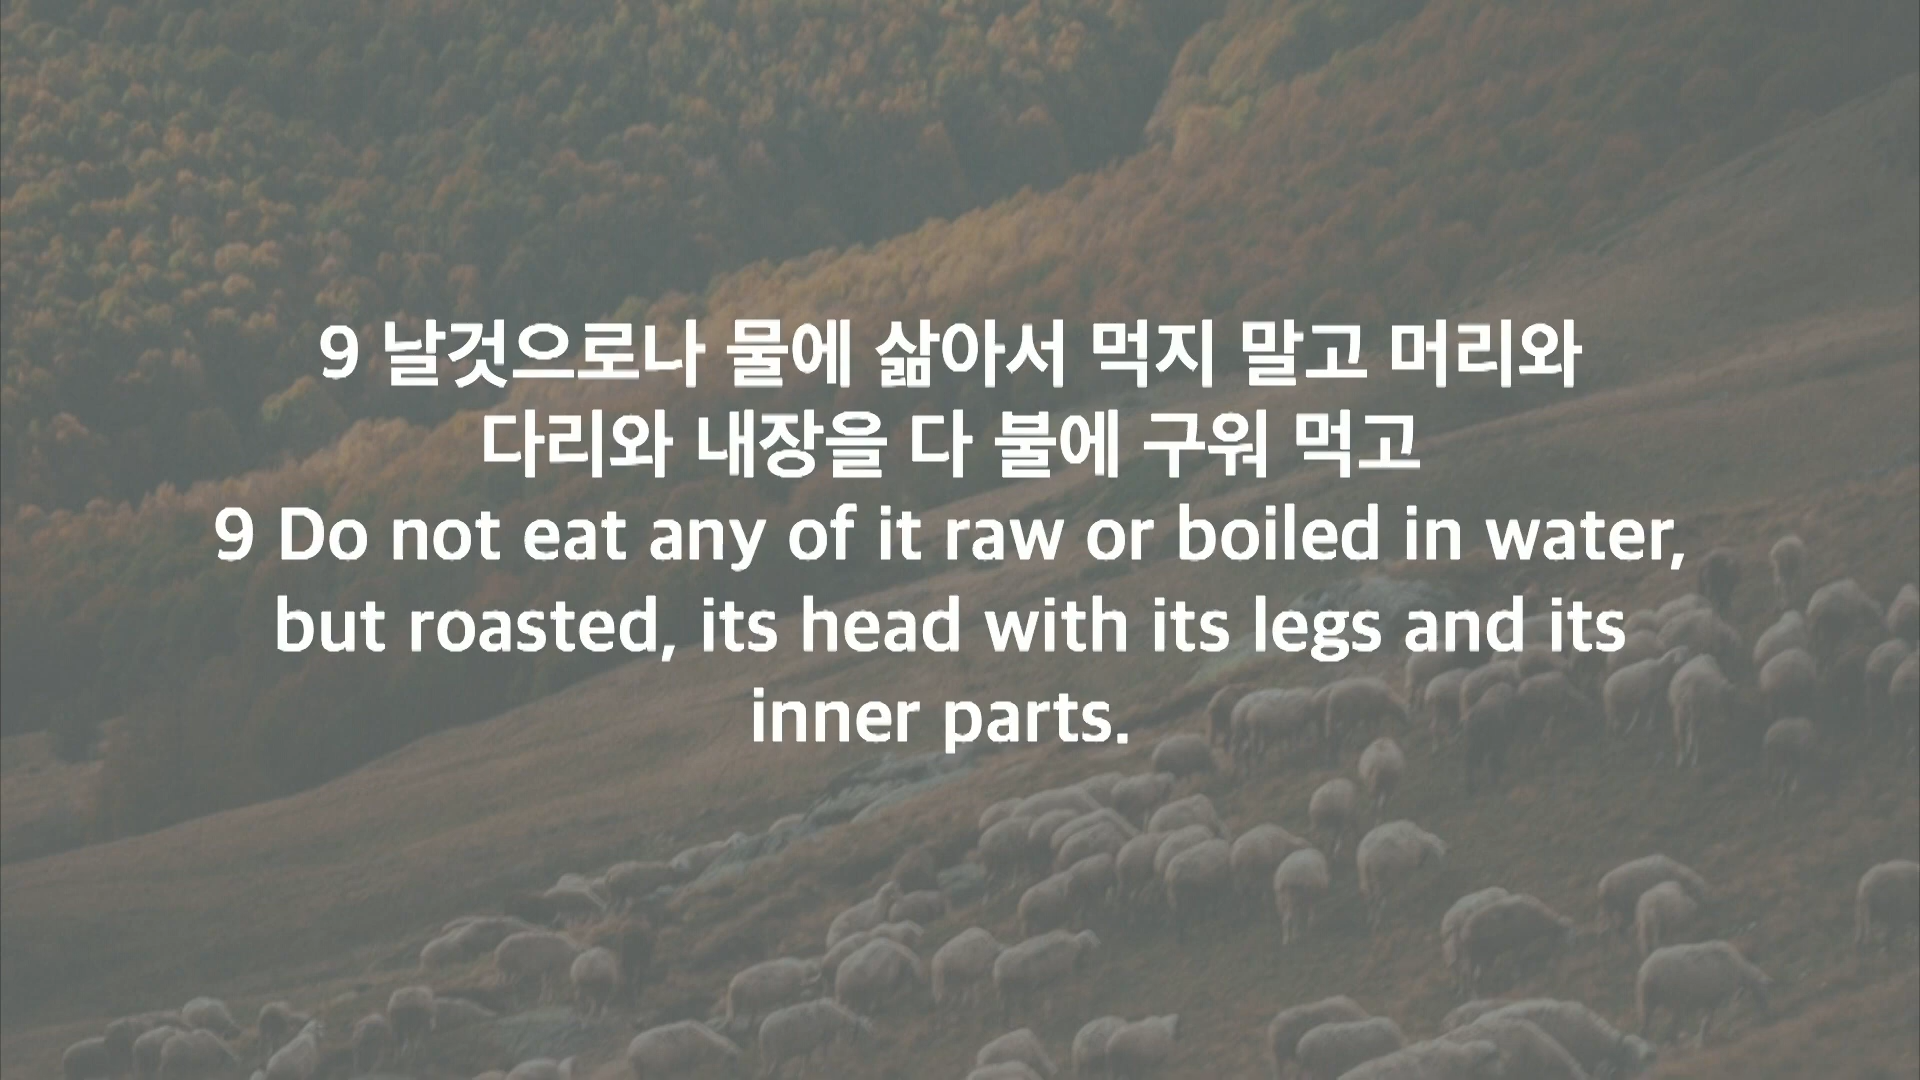 9 날것으로나 물에 삶아서 먹지 말고 머리와
다리와 내장을 다 불에 구워 먹고
9 Do not eat any of it raw or boiled in water,
but roasted, its head with its legs and its
inner parts.